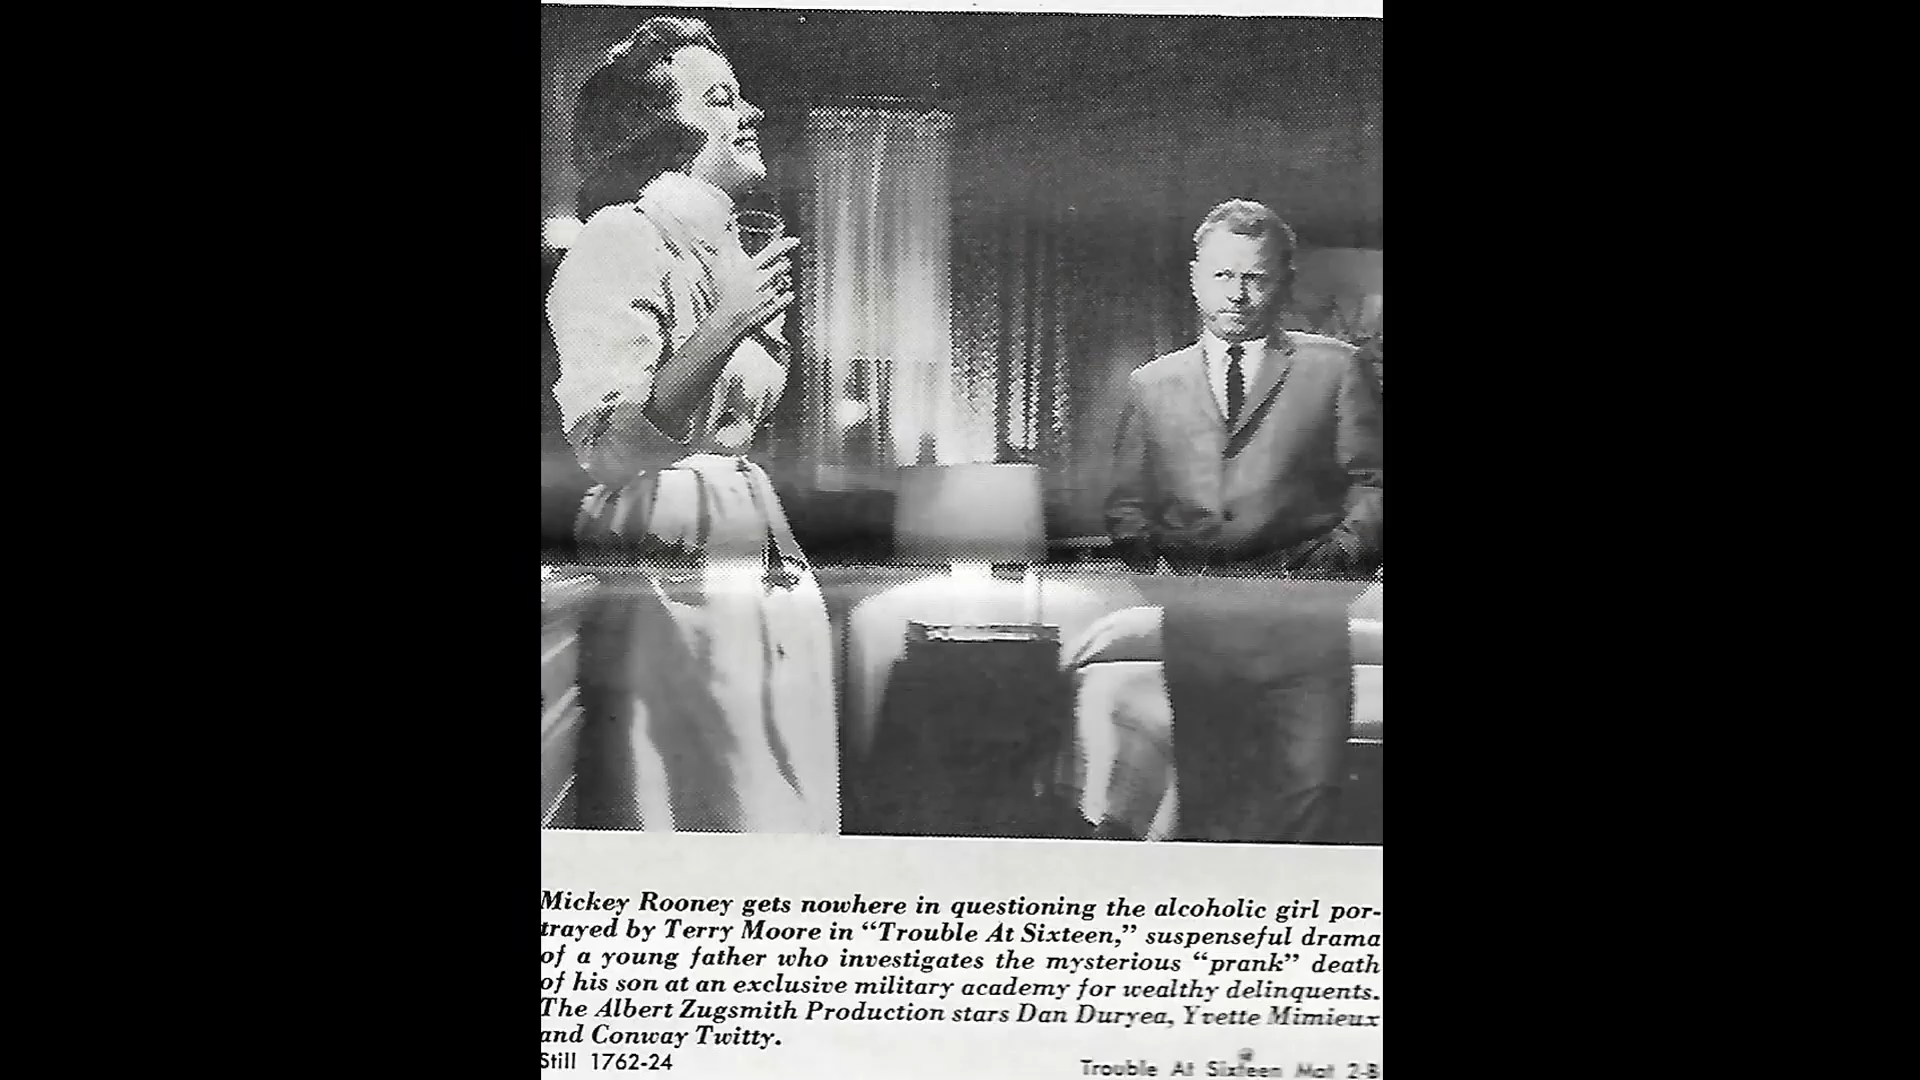 Mickey Rooney gets nowhere in questioning the alcoholic girl por-
trayed by Terry Moore in “Trouble At Sixteen,” suspenseful drama
of a young father who investigates the mysterious “prank” death
of his son at an exclusive military academy for wealthy delinquents.
The Albert Zugsmith Production stars Dan Duryea, Yvette Mimieux
and Conway Twitty.
Still 1762-24
Trouble At Sixteen Mat 2-B